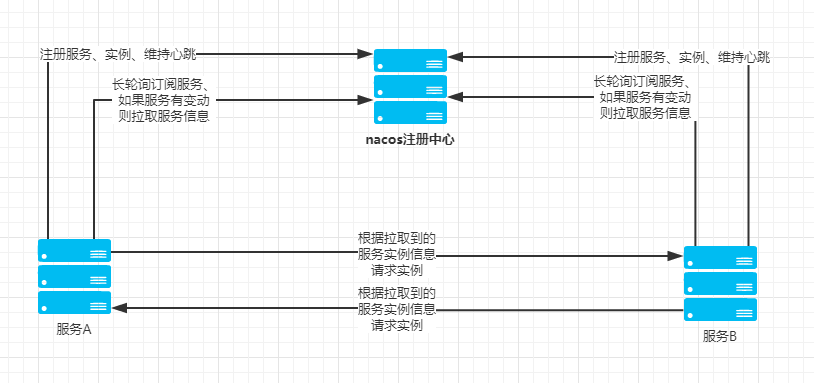 注册服务、实例、维持心跳
注册服务、实例、维持心跳
长轮询订阅服务、
如果服务有变动
则拉取服务信息
长轮询订阅服务、
如果服务有变动
则拉取服务信息
nacos注册中心
根据拉取到的
服务实例信息
请求实例
根据拉取到的
服务实例信息
请求实例
服务A
服务B